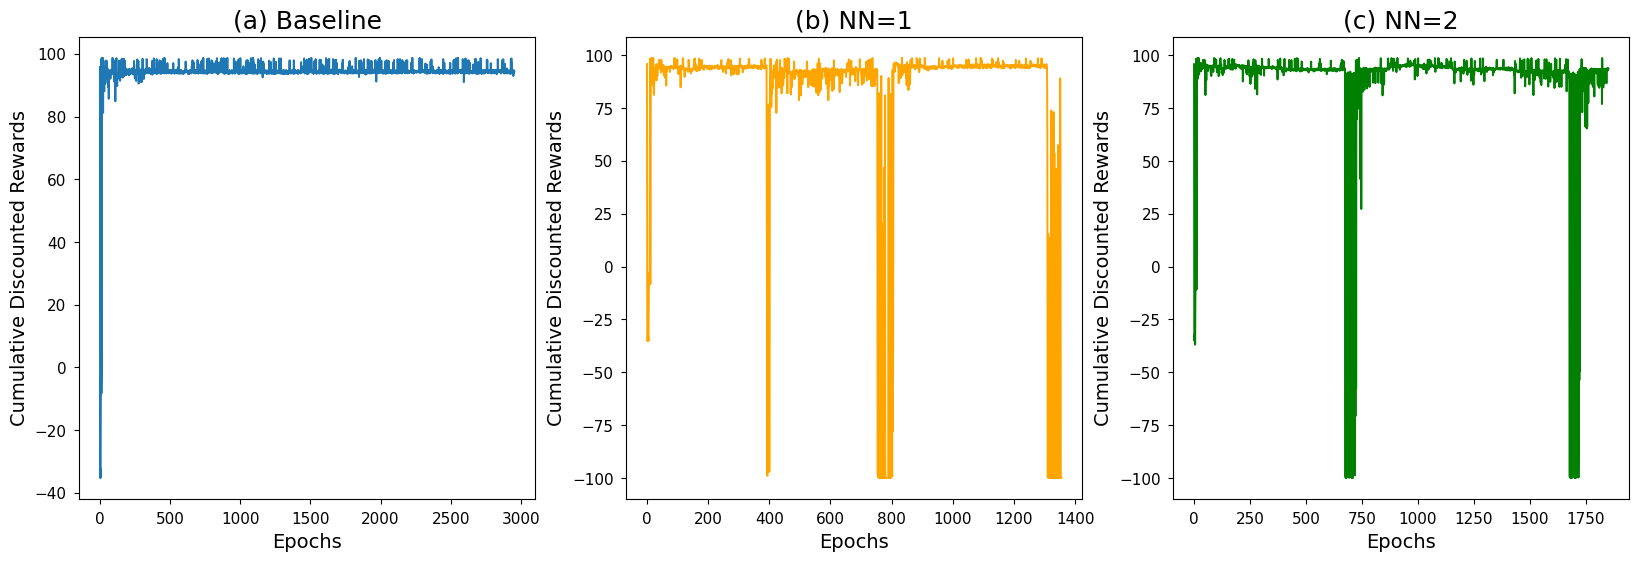 (a) Baseline
Cumulative Discounted Rewards
100
80
60
40
20
0
−20
−40
0 500 1000 1500 2000 2500 3000
Epochs
(b) NN=1
Cumulative Discounted Rewards
100
75
50
25
0
−25
−50
−75
−100
0 200 400 600 800 1000 1200 1400
Epochs
(c) NN=2
Cumulative Discounted Rewards
100
75
50
25
0
−25
−50
−75
−100
0 250 500 750 1000 1250 1500 1750
Epochs